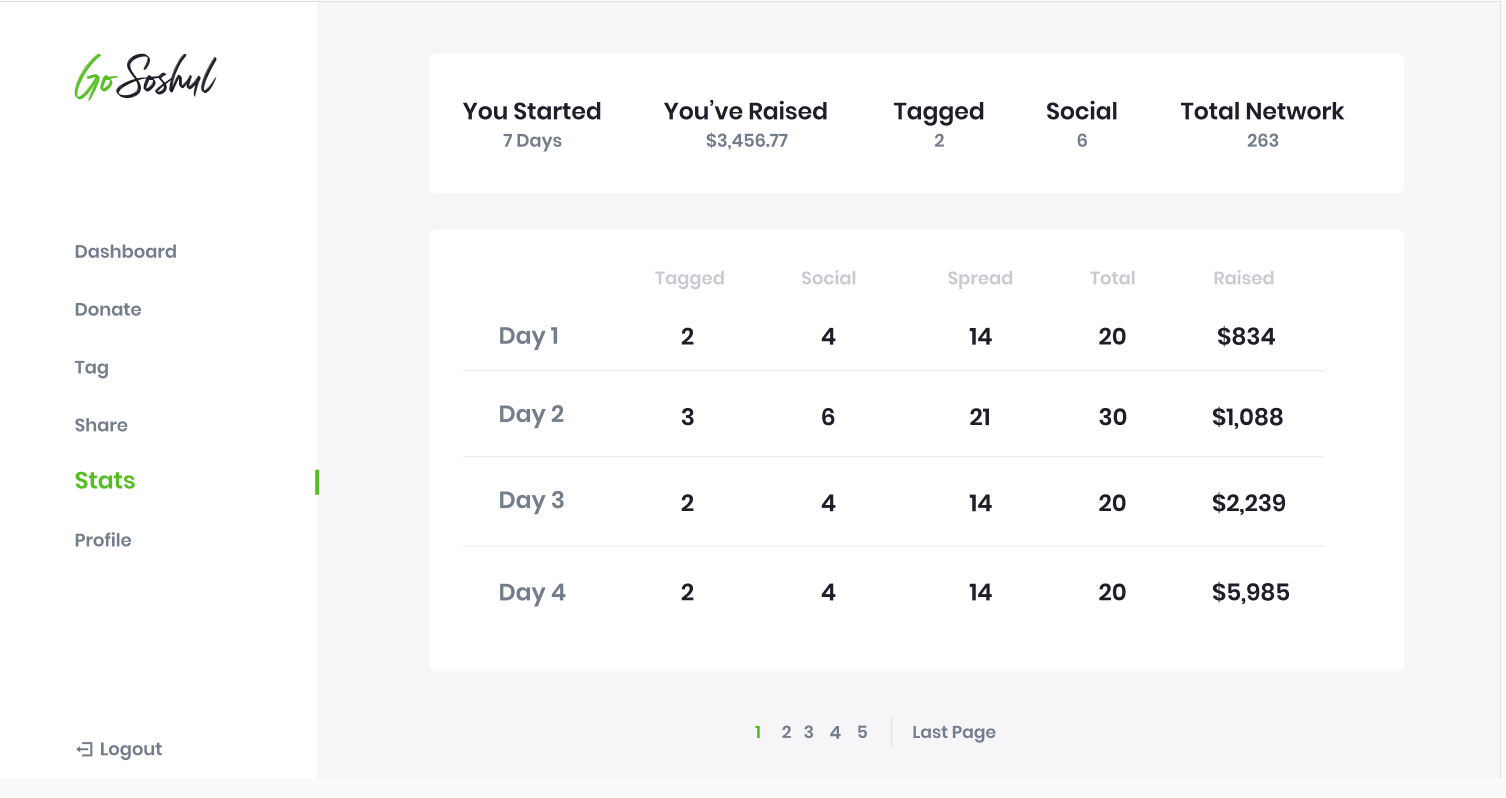 Go Soshul
Dashboard
Donate
Tag
Share
Stats
Profile
Logout
You Started You’ve Raised Tagged Social Total Network
7 Days $3,456.77 2 6 263
Tagged Social Spread Total Raised
Day 1 2 4 14 20 $834
Day 2 3 6 21 30 $1,088
Day 3 2 4 14 20 $2,239
Day 4 2 4 14 20 $5,985
1 2 3 4 5 Last Page